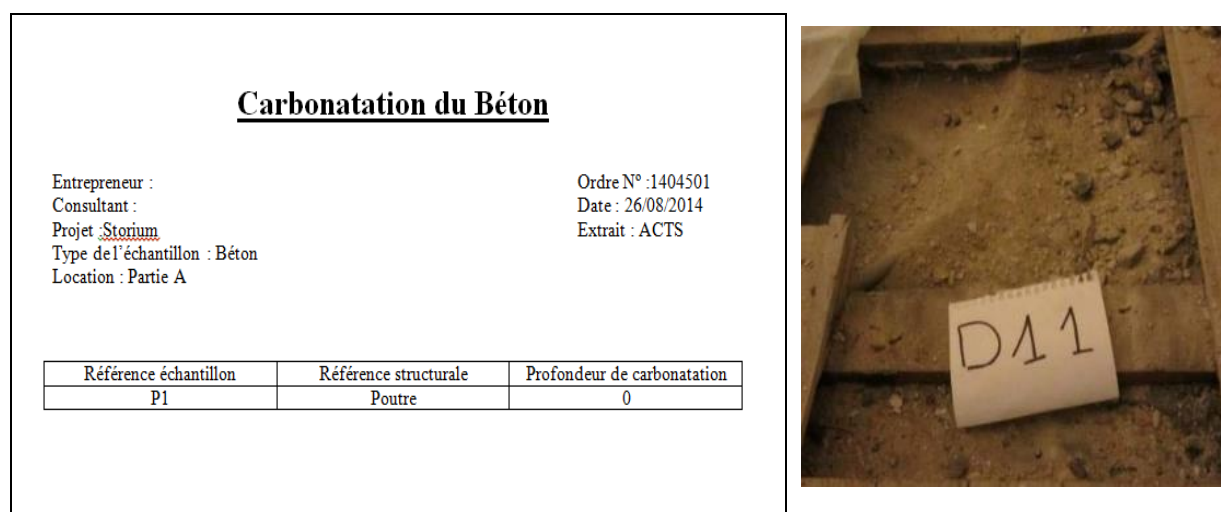 Carbonatation du Béton
Entrepreneur :
Consultant :
Projet :Storium
Type de l'échantillon : Béton
Location : Partie A
Ordre N° :1404501
Date : 26/08/2014
Extrait : ACTS
Référence échantillon Référence structurale Profondeur de carbonatation
P1 Poutre 0
D11